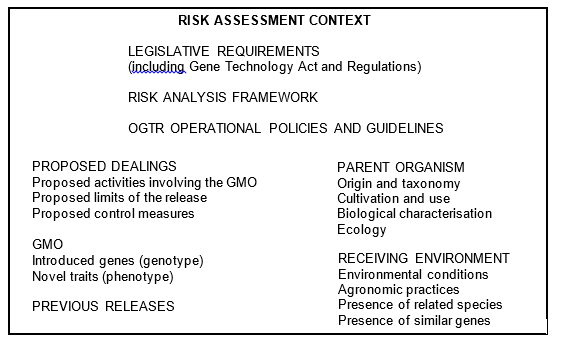 RISK ASSESSMENT CONTEXT
LEGISLATIVE REQUIREMENTS
(including Gene Technology Act and Regulations)
RISK ANALYSIS FRAMEWORK
OGTR OPERATIONAL POLICIES AND GUIDELINES
PROPOSED DEALINGS
Proposed activities involving the GMO
Proposed limits of the release
Proposed control measures
GMO
Introduced genes (genotype)
Novel traits (phenotype)
PREVIOUS RELEASES
PARENT ORGANISM
Origin and taxonomy
Cultivation and use
Biological characterisation
Ecology
RECEIVING ENVIRONMENT
Environmental conditions
Agronomic practices
Presence of related species
Presence of similar genes